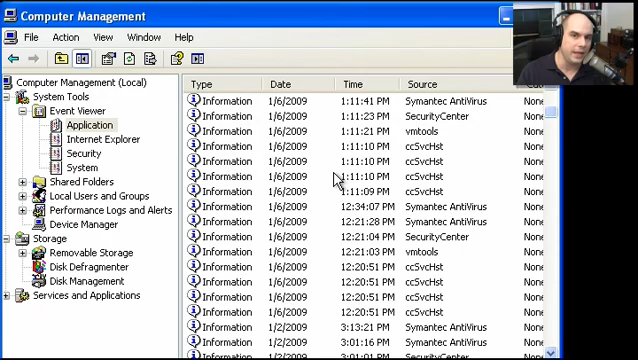 Computer Management
File Action View Window Help
Computer Management (Local)
System Tools
Event Viewer
Application
Internet Explorer
Security
System
Shared Folders
Local Users and Groups
Performance Logs and Alerts
Device Manager
Storage
Removable Storage
Disk Defragmenter
Disk Management
Services and Applications
Type Date Time Source
Information 1/6/2009 1:11:41 PM Symantec AntiVirus None
Information 1/6/2009 1:11:23 PM SecurityCenter None
Information 1/6/2009 1:11:21 PM vmtools None
Information 1/6/2009 1:11:10 PM ccSvcHst None
Information 1/6/2009 1:11:10 PM ccSvcHst None
Information 1/6/2009 1:11:10 PM ccSvcHst None
Information 1/6/2009 1:11:09 PM ccSvcHst None
Information 1/6/2009 12:34:07 PM Symantec AntiVirus None
Information 1/6/2009 12:21:28 PM Symantec AntiVirus None
Information 1/6/2009 12:21:04 PM SecurityCenter None
Information 1/6/2009 12:21:03 PM vmtools None
Information 1/6/2009 12:20:51 PM ccSvcHst None
Information 1/6/2009 12:20:51 PM ccSvcHst None
Information 1/6/2009 12:20:51 PM ccSvcHst None
Information 1/6/2009 12:20:51 PM ccSvcHst None
Information 1/2/2009 3:13:21 PM Symantec AntiVirus None
Information 1/2/2009 3:01:16 PM Symantec AntiVirus None
Information 1/2/2009 3:01:01 PM SecurityCenter None